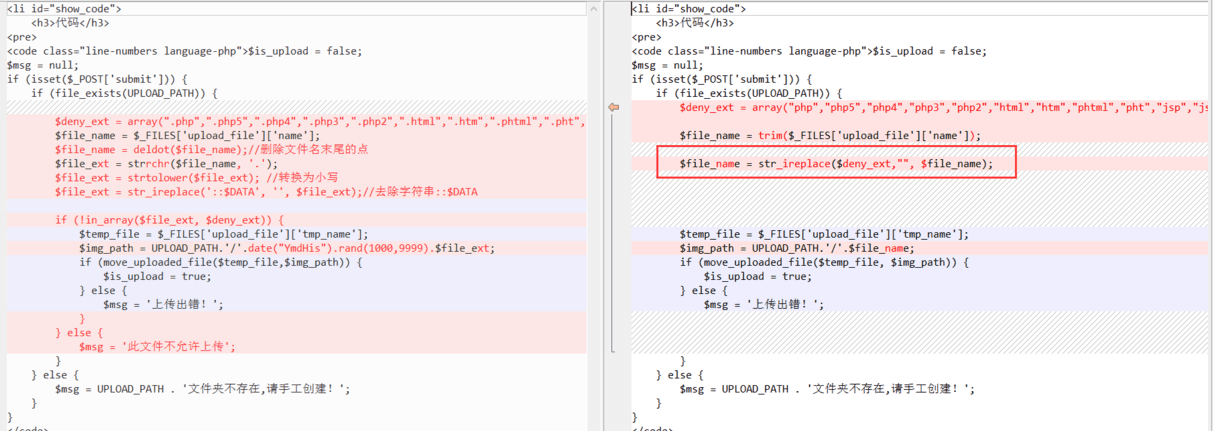 <li id="show_code">
<h3>代码</h3>
<pre>
<code class="line-numbers language-php">$is_upload = false;
$msg = null;
if (isset($_POST['submit'])) {
if (file_exists(UPLOAD_PATH)) {
$deny_ext = array(".php",".php5",".php4",".php3",".php2",".html",".htm",".phtml",".pht",
$file_name = $_FILES['upload_file']['name'];
$file_name = deldot($file_name);//删除文件名末尾的点
$file_ext = strrchr($file_name, '.');
$file_ext = strtolower($file_ext); //转换为小写
$file_ext = str_ireplace('::$DATA', '', $file_ext);//去除字符串::$DATA
if (!in_array($file_ext, $deny_ext)) {
$temp_file = $_FILES['upload_file']['tmp_name'];
$img_path = UPLOAD_PATH.'/'.date("YmdHis").rand(1000,9999).$file_ext;
if (move_uploaded_file($temp_file,$img_path)) {
$is_upload = true;
} else {
$msg = '上传出错！';
}
} else {
$msg = '此文件不允许上传';
}
} else {
$msg = UPLOAD_PATH . '文件夹不存在,请手工创建！';
}
}
</code>
<li id="show_code">
<h3>代码</h3>
<pre>
<code class="line-numbers language-php">$is_upload = false;
$msg = null;
if (isset($_POST['submit'])) {
if (file_exists(UPLOAD_PATH)) {
$deny_ext = array("php","php5","php4","php3","php2","html","htm","phtml","pht","jsp","js
$file_name = trim($_FILES['upload_file']['name']);
$file_name = str_ireplace($deny_ext,"", $file_name);
$temp_file = $_FILES['upload_file']['tmp_name'];
$img_path = UPLOAD_PATH.'/'.$file_name;
if (move_uploaded_file($temp_file, $img_path)) {
$is_upload = true;
} else {
$msg = '上传出错！';
}
} else {
$msg = UPLOAD_PATH . '文件夹不存在,请手工创建！';
}
}
</code>